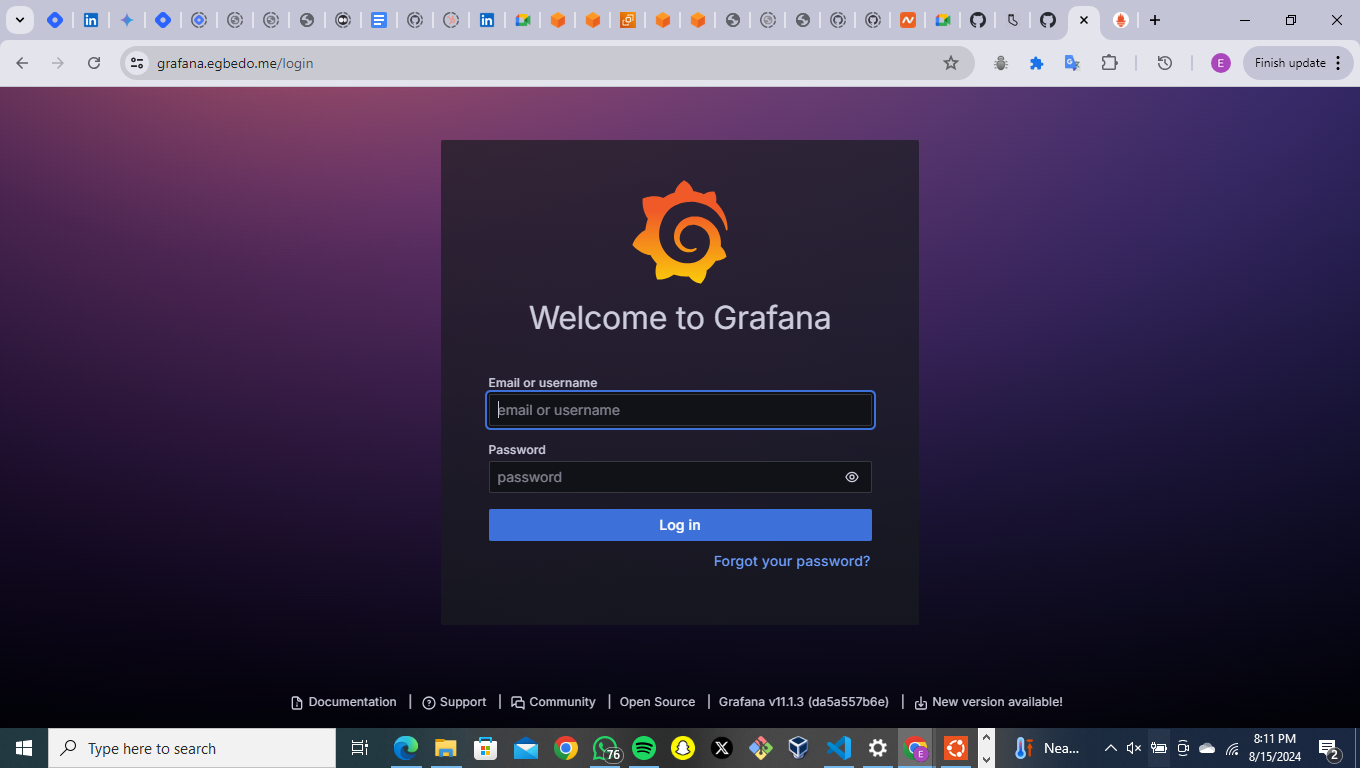 grafana.egbedo.me/login
Finish update
E
Welcome to Grafana
Email or username
email or username
Password
password
Log in
Forgot your password?
Documentation | Support | Community | Open Source | Grafana v11.1.3 (da5a557b6e) | New version available!
Type here to search
76
E
Nea...
8:11 PM
8/15/2024
2